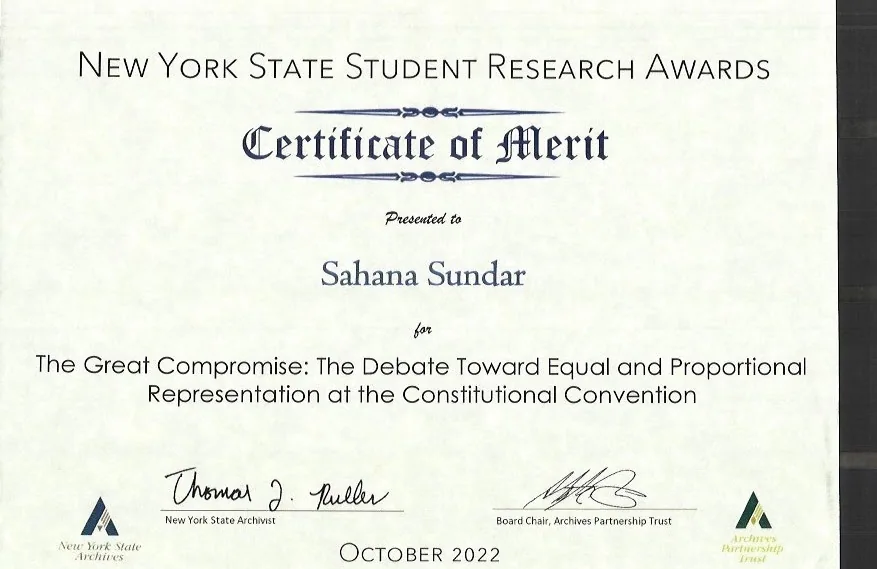 New York State Student Research Awards
Certificate of Merit
Presented to
Sahana Sundar
for
The Great Compromise: The Debate Toward Equal and Proportional
Representation at the Constitutional Convention
Thomas J. Ruller
New York State Archivist
Board Chair, Archives Partnership Trust
New York State
Archives
Archives
Partnership
Trust
October 2022